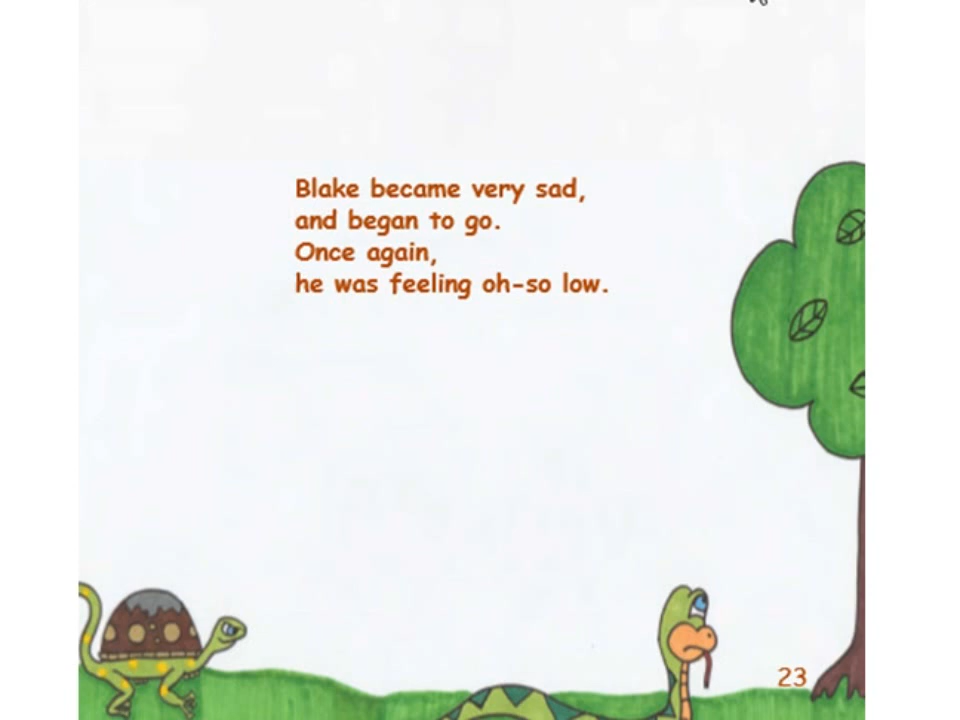 Blake became very sad,
and began to go.
Once again,
he was feeling oh-so low.
23